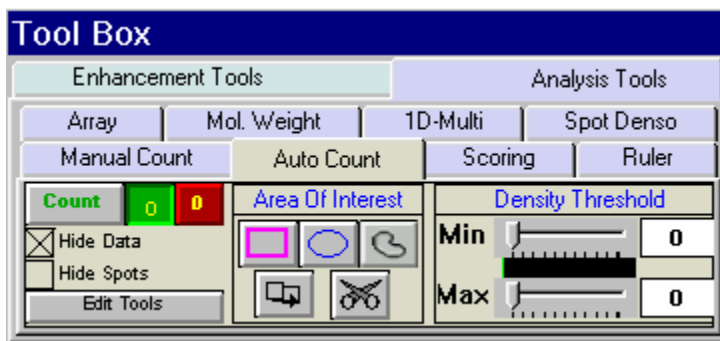 Tool Box
Enhancement Tools Analysis Tools
Array Mol. Weight 1D-Multi Spot Denso
Manual Count Auto Count Scoring Ruler
Count 0 0 Area Of Interest Density Threshold
Min 0
Hide Data
Hide Spots
Edit Tools Max 0